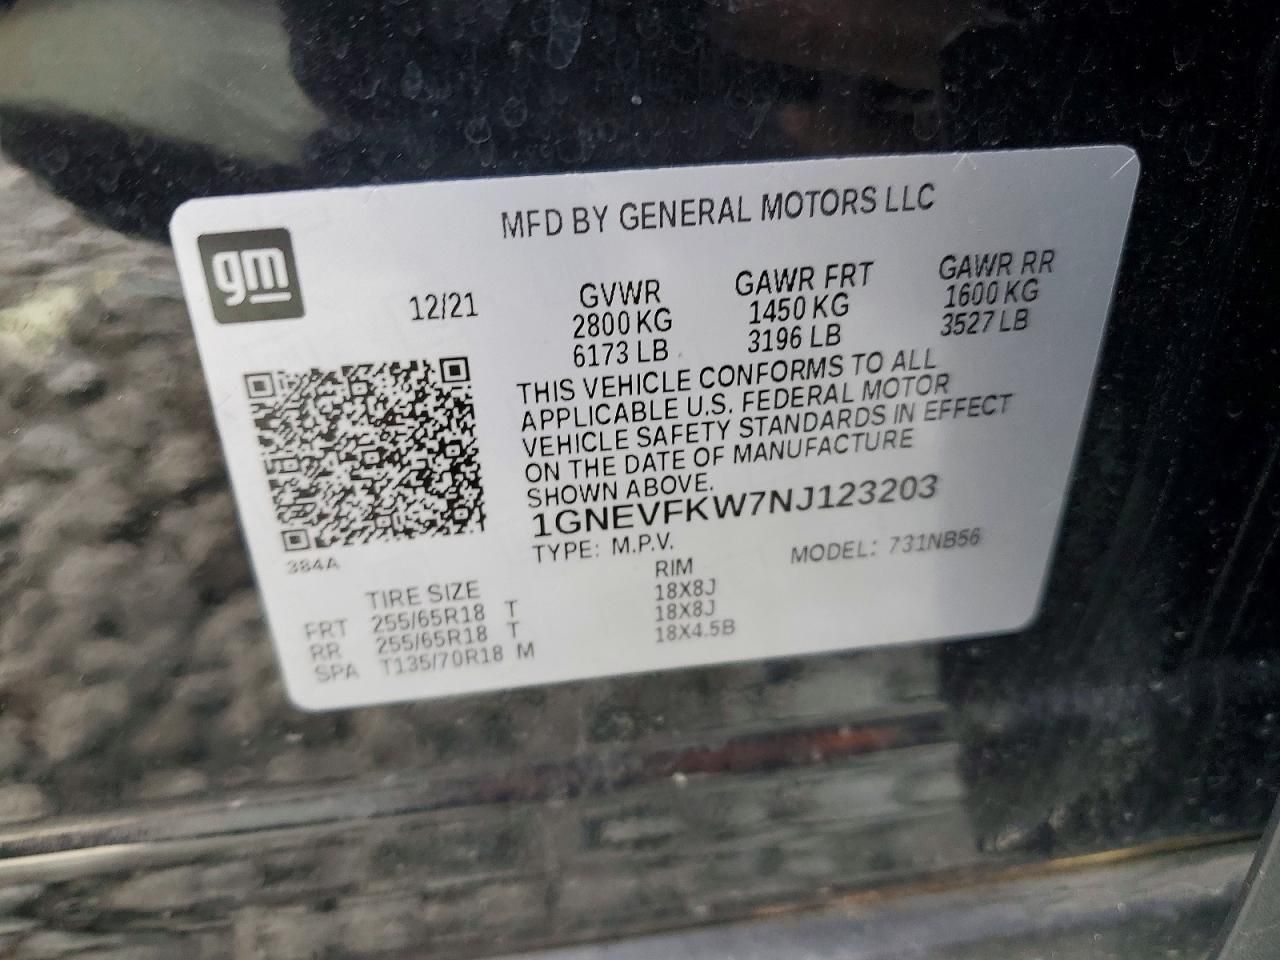 MFD BY GENERAL MOTORS LLC
gm
12/21
GVWR GAWR FRT GAWR RR
2800 KG 1450 KG 1600 KG
6173 LB 3196 LB 3527 LB
THIS VEHICLE CONFORMS TO ALL
APPLICABLE U.S. FEDERAL MOTOR
VEHICLE SAFETY STANDARDS IN EFFECT
ON THE DATE OF MANUFACTURE
SHOWN ABOVE.
1GNEVFKW7NJ123203
TYPE: M.P.V. MODEL: 731NB56
384A
TIRE SIZE RIM
FRT 255/65R18 T 18X8J
RR 255/65R18 T 18X8J
SPA T135/70R18 M 18X4.5B